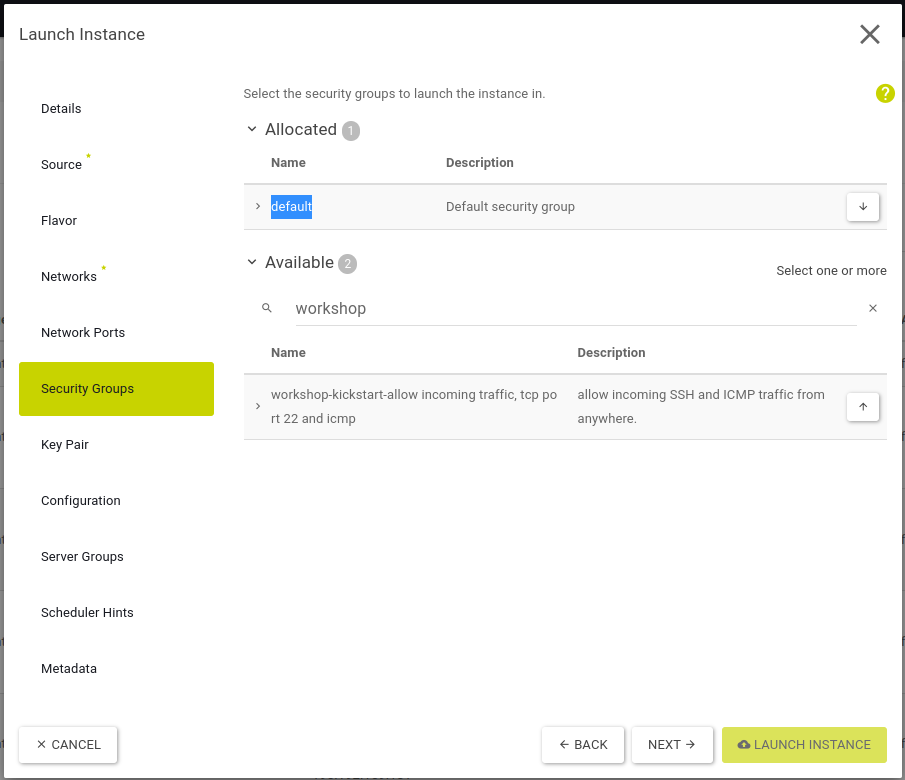 Launch Instance
Details
Source *
Flavor
Networks *
Network Ports
Security Groups
Key Pair
Configuration
Server Groups
Scheduler Hints
Metadata
Select the security groups to launch the instance in.
?
Allocated 1
Name Description
default Default security group
Available 2
Select one or more
workshop
Name Description
workshop-kickstart-allow incoming traffic, tcp po
rt 22 and icmp
allow incoming SSH and ICMP traffic from
anywhere.
CANCEL
BACK
NEXT
LAUNCH INSTANCE